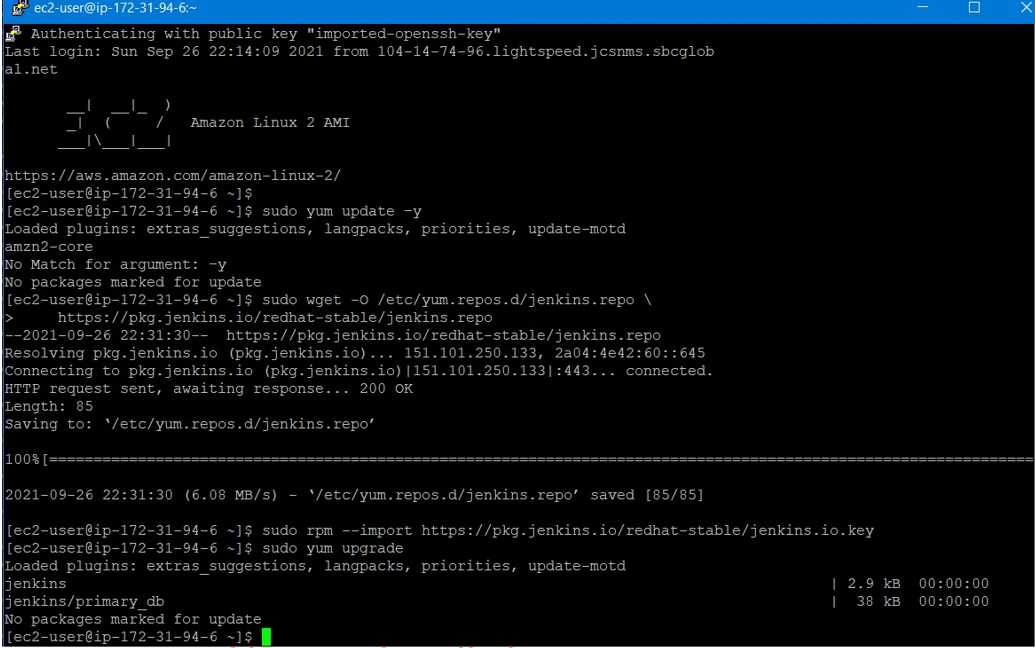 ec2-user@ip-172-31-94-6:~
Authenticating with public key "imported-openssh-key"
Last login: Sun Sep 26 22:14:09 2021 from 104-14-74-96.lightspeed.jcsnms.sbcglob
al.net
       __|  __|_  )
       _|  (     /   Amazon Linux 2 AMI
      ___|\___|___|
https://aws.amazon.com/amazon-linux-2/
[ec2-user@ip-172-31-94-6 ~]$
[ec2-user@ip-172-31-94-6 ~]$ sudo yum update –y
Loaded plugins: extras_suggestions, langpacks, priorities, update-motd
amzn2-core
No Match for argument: –y
No packages marked for update
[ec2-user@ip-172-31-94-6 ~]$ sudo wget -O /etc/yum.repos.d/jenkins.repo \
>     https://pkg.jenkins.io/redhat-stable/jenkins.repo
--2021-09-26 22:31:30--  https://pkg.jenkins.io/redhat-stable/jenkins.repo
Resolving pkg.jenkins.io (pkg.jenkins.io)... 151.101.250.133, 2a04:4e42:60::645
Connecting to pkg.jenkins.io (pkg.jenkins.io)|151.101.250.133|:443... connected.
HTTP request sent, awaiting response... 200 OK
Length: 85
Saving to: ‘/etc/yum.repos.d/jenkins.repo’
100%[================================================================================================================
2021-09-26 22:31:30 (6.08 MB/s) - ‘/etc/yum.repos.d/jenkins.repo’ saved [85/85]
[ec2-user@ip-172-31-94-6 ~]$ sudo rpm --import https://pkg.jenkins.io/redhat-stable/jenkins.io.key
[ec2-user@ip-172-31-94-6 ~]$ sudo yum upgrade
Loaded plugins: extras_suggestions, langpacks, priorities, update-motd
jenkins | 2.9 kB  00:00:00
jenkins/primary_db |  38 kB  00:00:00
No packages marked for update
[ec2-user@ip-172-31-94-6 ~]$